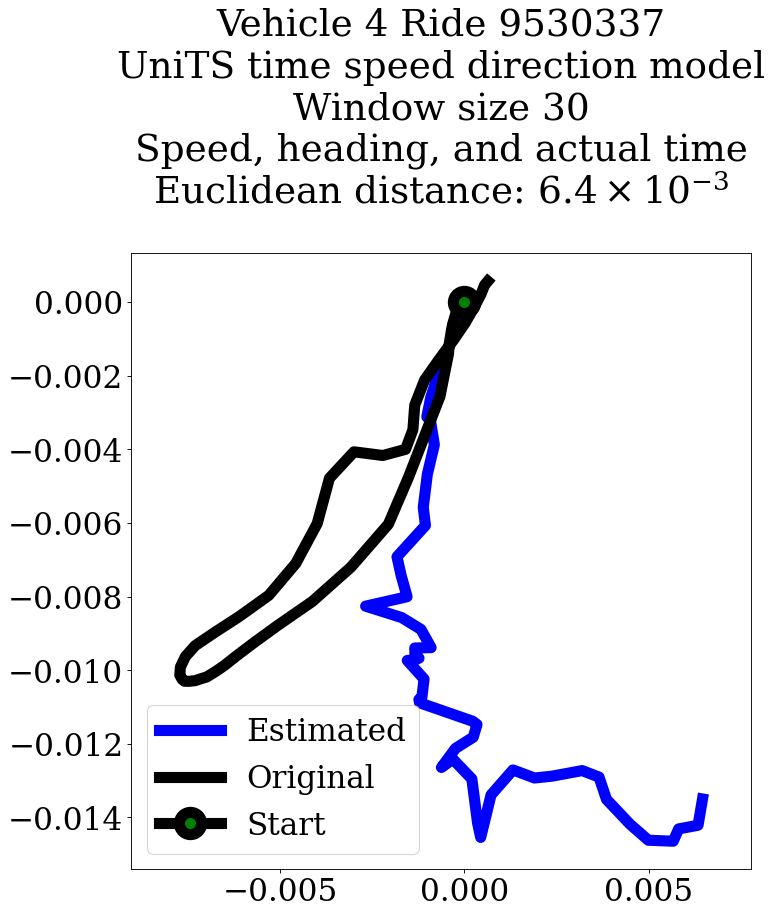 Vehicle 4 Ride 9530337
UniTS time speed direction model
Window size 30
Speed, heading, and actual time
Euclidean distance: 6.4 × 10⁻³
0.000
−0.002
−0.004
−0.006
−0.008
−0.010
−0.012
−0.014
Estimated
Original
Start
−0.005
0.000
0.005